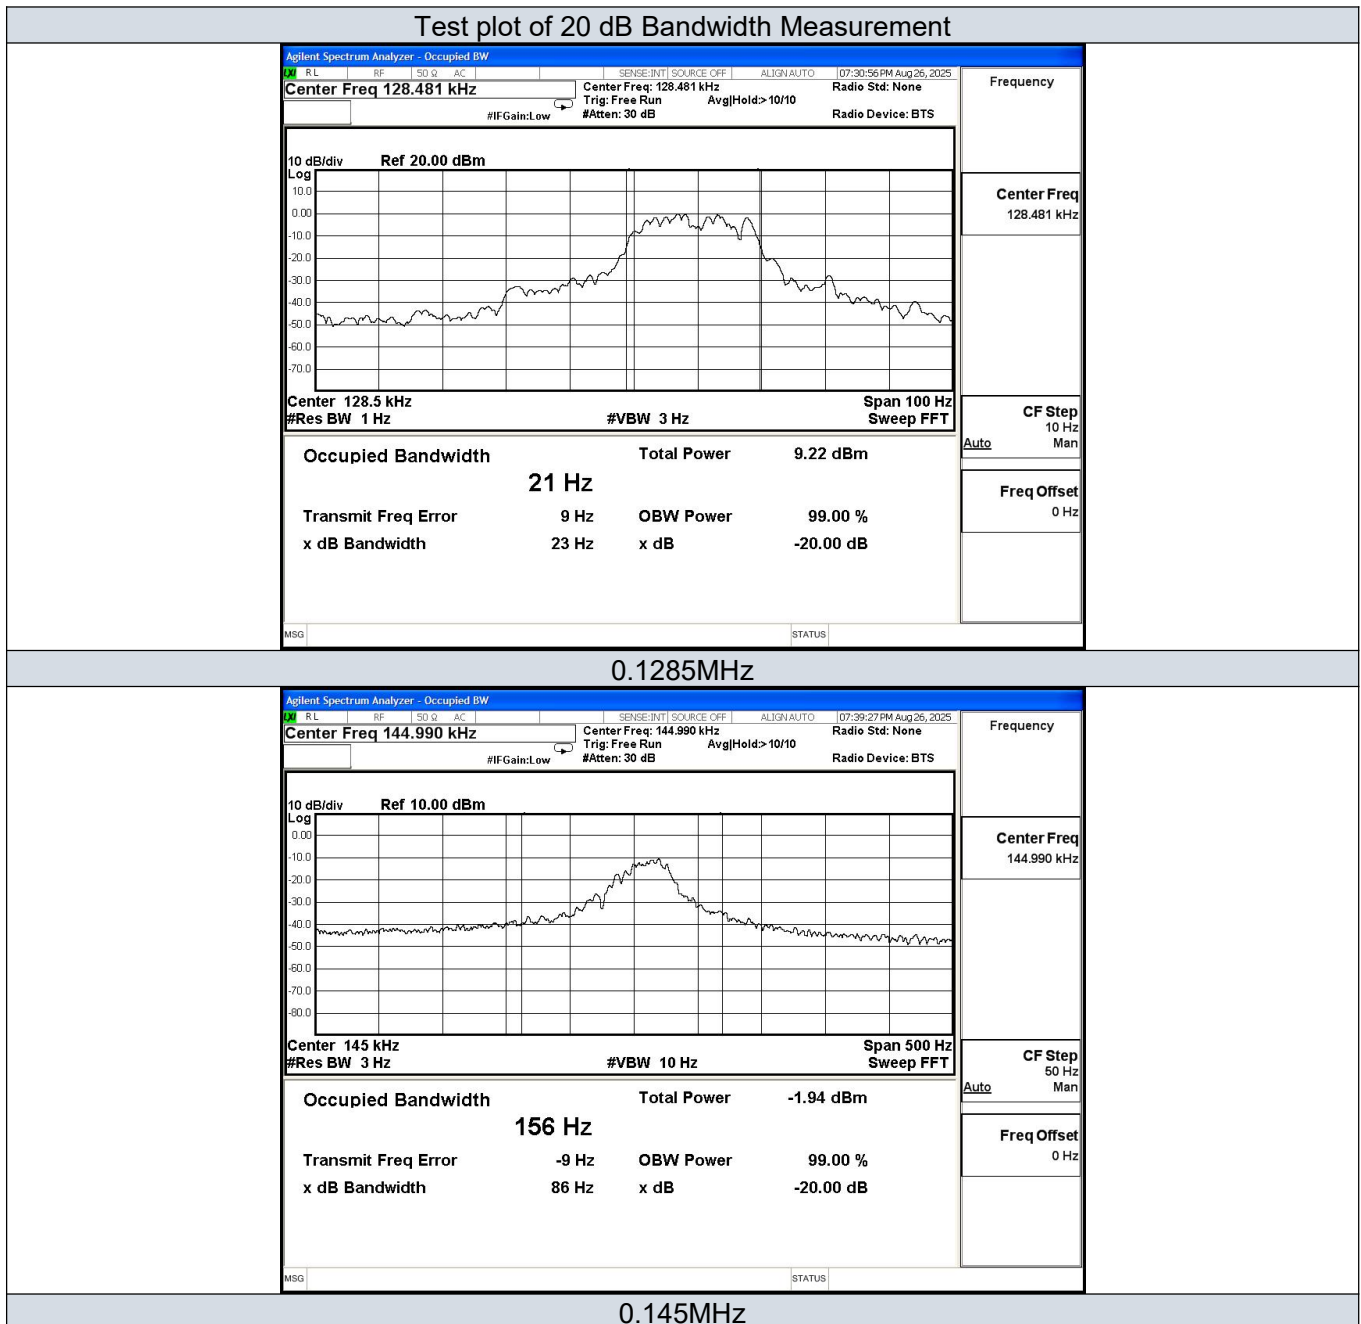 Test plot of 20 dB Bandwidth Measurement
Agilent Spectrum Analyzer - Occupied BW
LXI RL RF 50 Ω AC SENSE:INT SOURCE OFF ALIGN AUTO 07:30:56 PM Aug 26, 2025
Center Freq 128.481 kHz
Center Freq: 128.481 kHz
Radio Std: None
Trig: Free Run Avg|Hold:> 10/10
#IFGain:Low #Atten: 30 dB Radio Device: BTS
Frequency
10 dB/div Ref 20.00 dBm
Log
10.0
0.00
-10.0
-20.0
-30.0
-40.0
-50.0
-60.0
-70.0
Center Freq
128.481 kHz
Center 128.5 kHz Span 100 Hz
#Res BW 1 Hz #VBW 3 Hz Sweep FFT
CF Step
10 Hz
Auto Man
Occupied Bandwidth Total Power 9.22 dBm
21 Hz
Transmit Freq Error 9 Hz OBW Power 99.00 %
x dB Bandwidth 23 Hz x dB -20.00 dB
Freq Offset
0 Hz
MSG STATUS
0.1285MHz
Agilent Spectrum Analyzer - Occupied BW
LXI RL RF 50 Ω AC SENSE:INT SOURCE OFF ALIGN AUTO 07:39:27 PM Aug 26, 2025
Center Freq 144.990 kHz
Center Freq: 144.990 kHz
Radio Std: None
Trig: Free Run Avg|Hold:> 10/10
#IFGain:Low #Atten: 30 dB Radio Device: BTS
Frequency
10 dB/div Ref 10.00 dBm
Log
0.00
-10.0
-20.0
-30.0
-40.0
-50.0
-60.0
-70.0
-80.0
Center Freq
144.990 kHz
Center 145 kHz Span 500 Hz
#Res BW 3 Hz #VBW 10 Hz Sweep FFT
CF Step
50 Hz
Auto Man
Occupied Bandwidth Total Power -1.94 dBm
156 Hz
Transmit Freq Error -9 Hz OBW Power 99.00 %
x dB Bandwidth 86 Hz x dB -20.00 dB
Freq Offset
0 Hz
MSG STATUS
0.145MHz